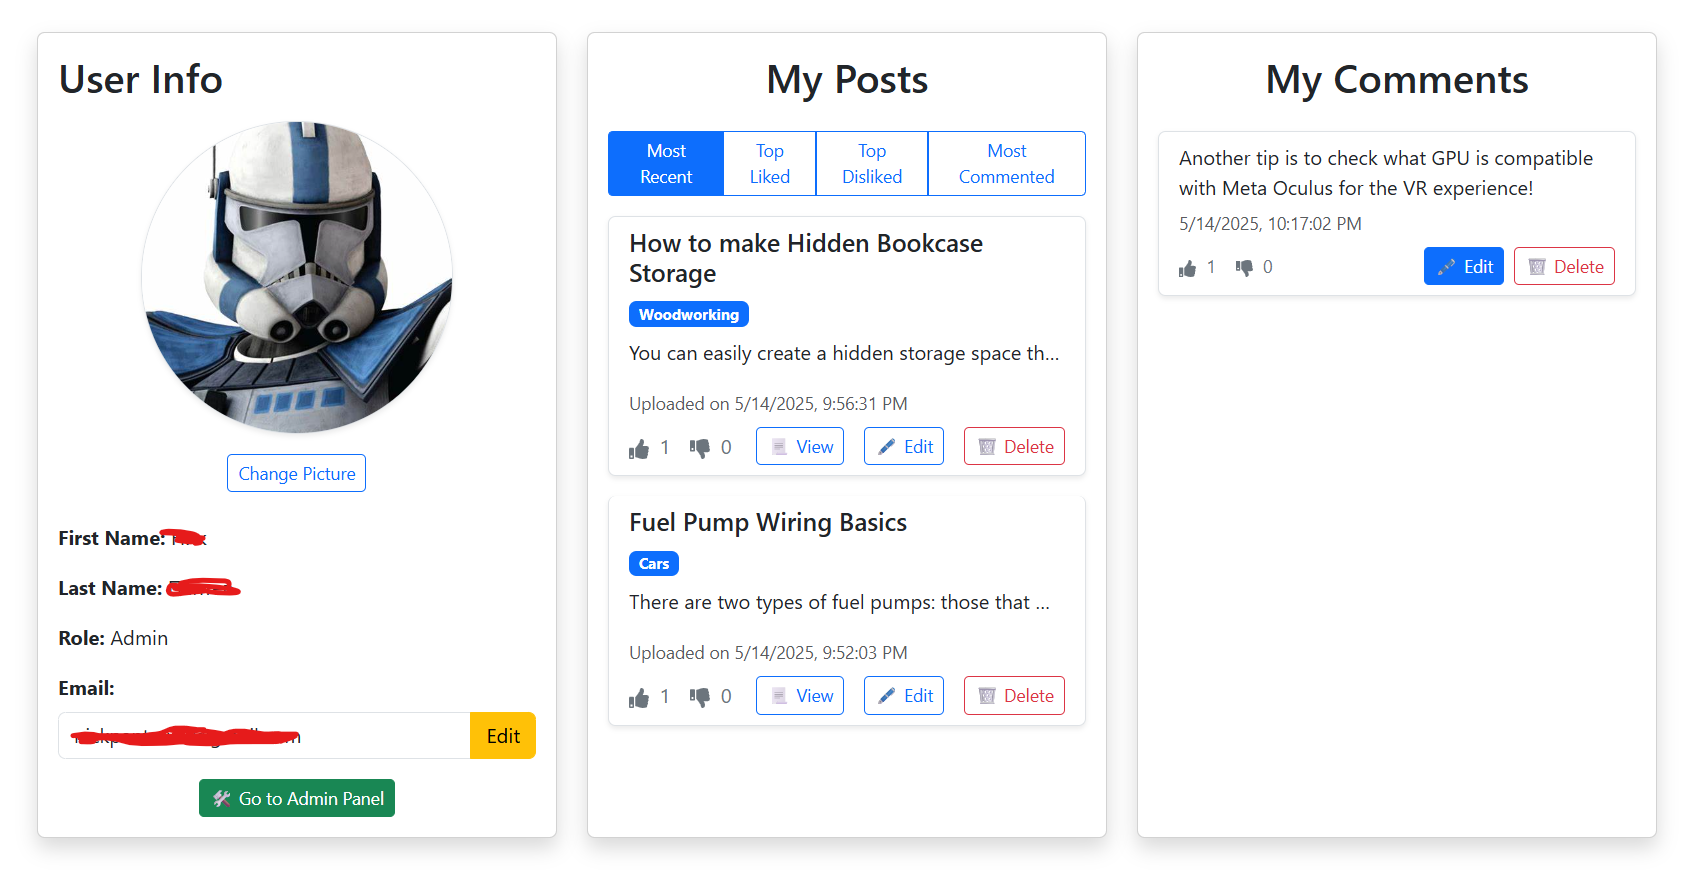 User Info
Change Picture
First Name:
Last Name:
Role: Admin
Email:
Edit
Go to Admin Panel
My Posts
Most Recent
Top Liked
Top Disliked
Most Commented
How to make Hidden Bookcase
Storage
Woodworking
You can easily create a hidden storage space th...
Uploaded on 5/14/2025, 9:56:31 PM
1 0 View Edit Delete
Fuel Pump Wiring Basics
Cars
There are two types of fuel pumps: those that ...
Uploaded on 5/14/2025, 9:52:03 PM
1 0 View Edit Delete
My Comments
Another tip is to check what GPU is compatible
with Meta Oculus for the VR experience!
5/14/2025, 10:17:02 PM
1 0 Edit Delete